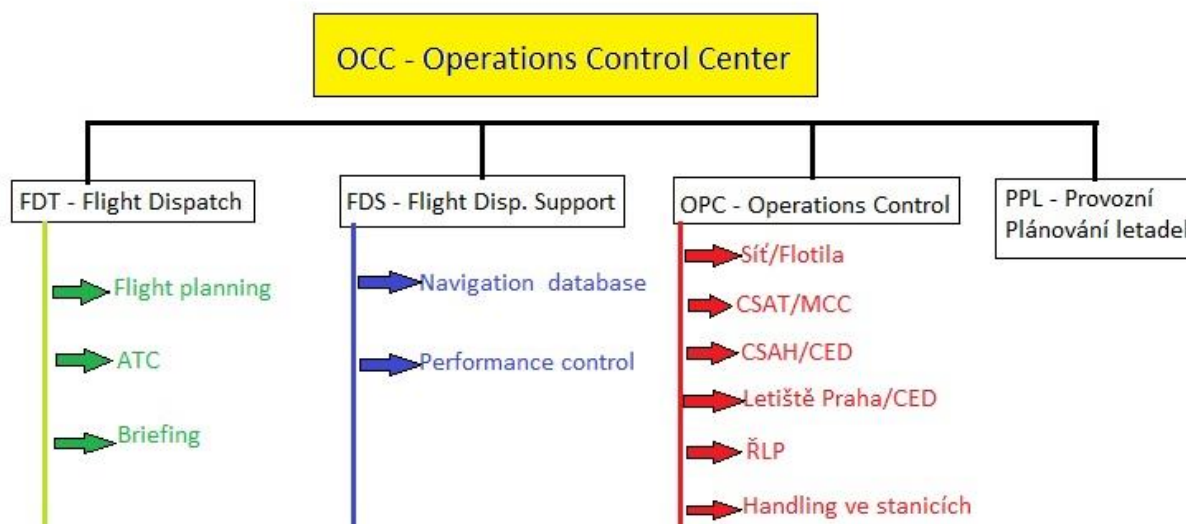 OCC - Operations Control Center
FDT - Flight Dispatch
Flight planning
ATC
Briefing
FDS - Flight Disp. Support
Navigation database
Performance control
OPC - Operations Control
Síť/Flotila
CSAT/MCC
CSAH/CED
Letiště Praha/CED
ŘLP
Handling ve stanicích
PPL - Provozní
Plánování letadel